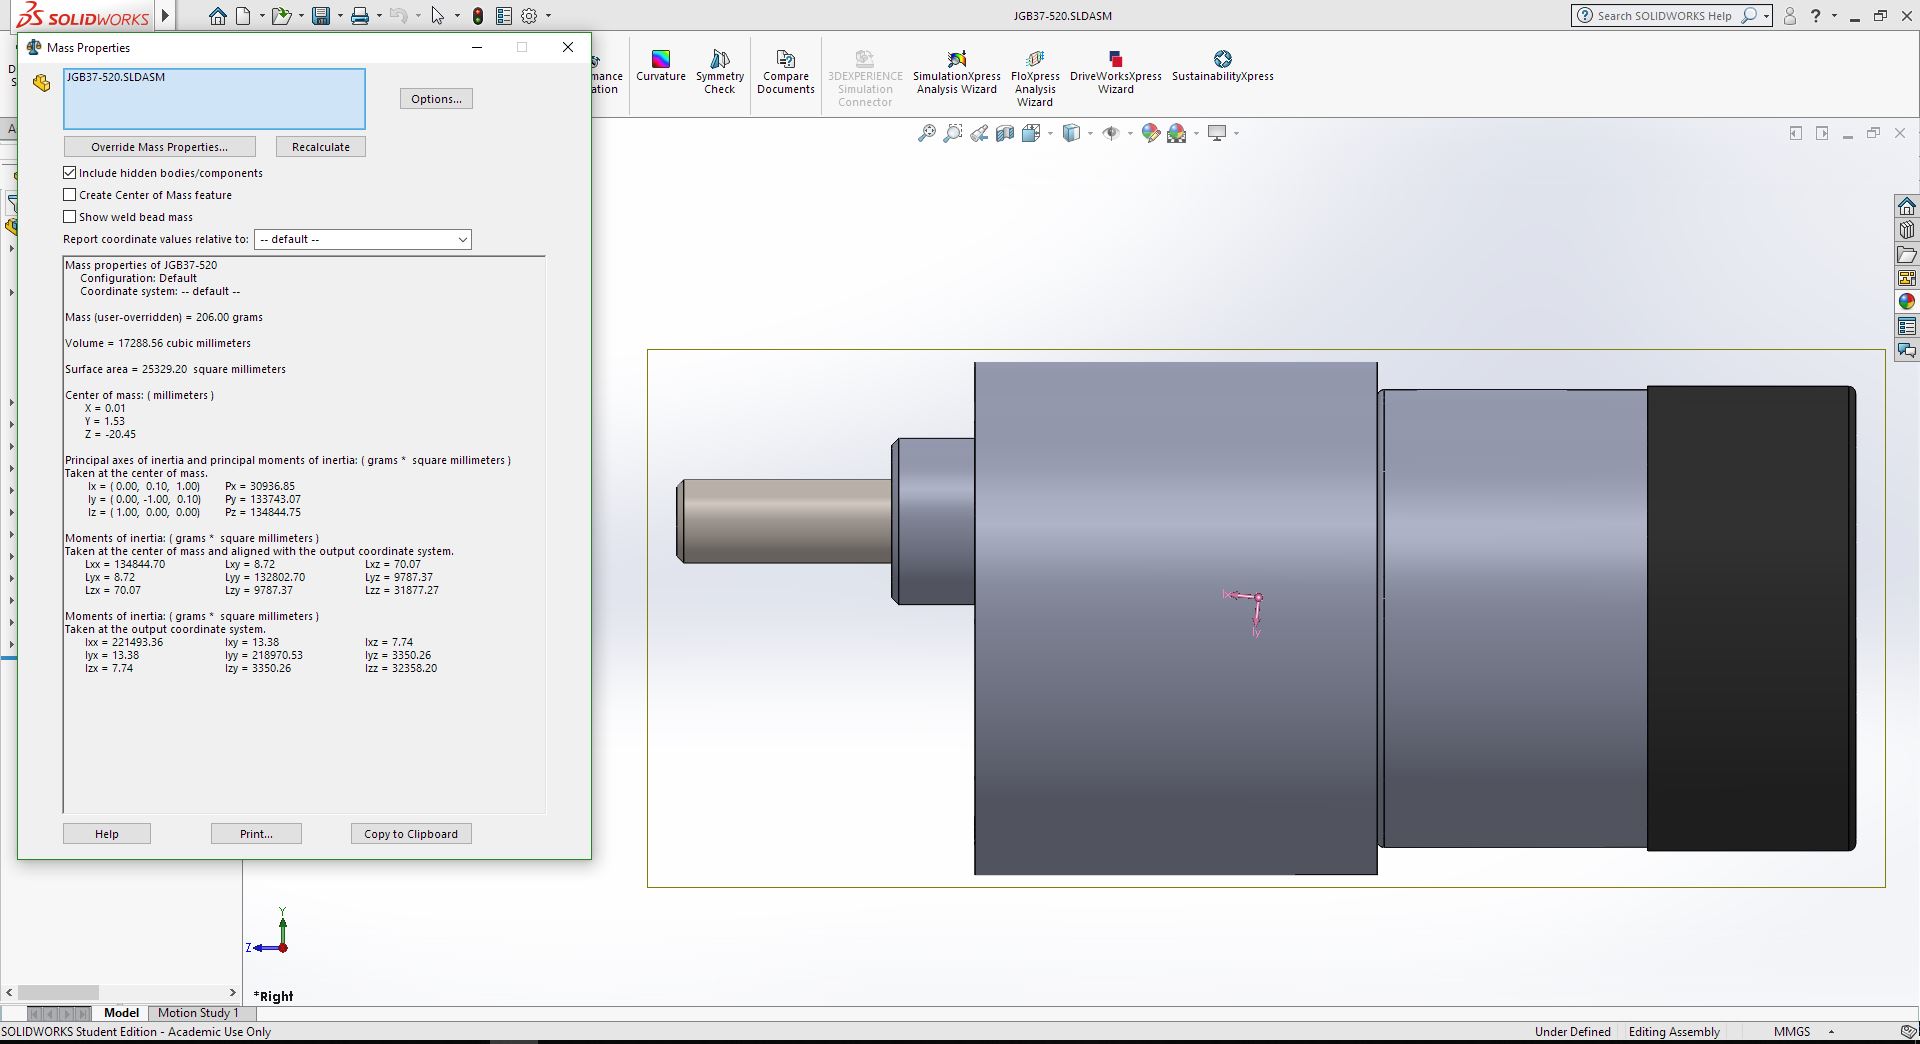 SOLIDWORKS
JGB37-520.SLDASM
Search SOLIDWORKS Help
Mass Properties
JGB37-520.SLDASM
Options...
Override Mass Properties...
Recalculate
Include hidden bodies/components
Create Center of Mass feature
Show weld bead mass
Report coordinate values relative to:
-- default --
Mass properties of JGB37-520
Configuration: Default
Coordinate system: -- default --
Mass (user-overridden) = 206.00 grams
Volume = 17288.56 cubic millimeters
Surface area = 25329.20 square millimeters
Center of mass: ( millimeters )
X = 0.01
Y = 1.53
Z = -20.45
Principal axes of inertia and principal moments of inertia: ( grams * square millimeters )
Taken at the center of mass.
Ix = ( 0.00, 0.10, 1.00) Px = 30936.85
Iy = ( 0.00, -1.00, 0.10) Py = 133743.07
Iz = ( 1.00, 0.00, 0.00) Pz = 134844.75
Moments of inertia: ( grams * square millimeters )
Taken at the center of mass and aligned with the output coordinate system.
Lxx = 134844.70 Lxy = 8.72 Lxz = 70.07
Lyx = 8.72 Lyy = 132802.70 Lyz = 9787.37
Lzx = 70.07 Lzy = 9787.37 Lzz = 31877.27
Moments of inertia: ( grams * square millimeters )
Taken at the output coordinate system.
Ixx = 221493.36 Ixy = 13.38 Ixz = 7.74
Iyx = 13.38 Iyy = 218970.53 Iyz = 3350.26
Izx = 7.74 Izy = 3350.26 Izz = 32358.20
Help
Print...
Copy to Clipboard
Curvature
Symmetry
Check
Compare
Documents
3DEXPERIENCE
Simulation
Connector
SimulationXpress
Analysis Wizard
FloXpress
Analysis
Wizard
DriveWorksXpress
Wizard
SustainabilityXpress
Ix
Iy
Y
Z
*Right
Model
Motion Study 1
SOLIDWORKS Student Edition - Academic Use Only
Under Defined
Editing Assembly
MMGS